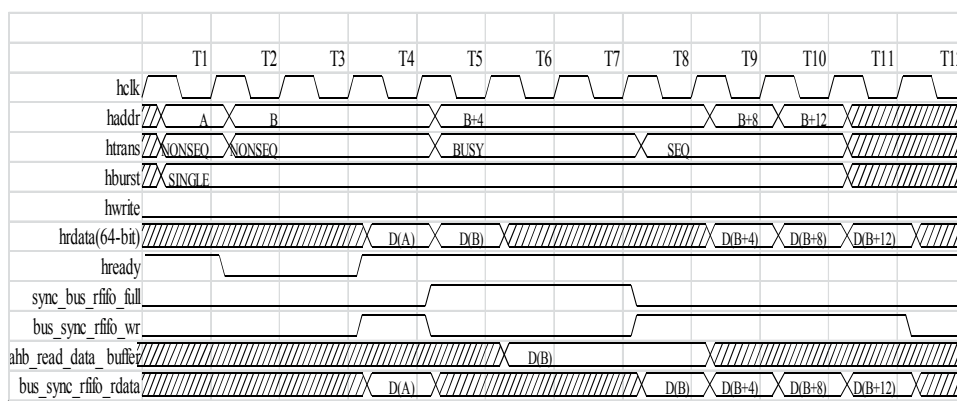 T1 T2 T3 T4 T5 T6 T7 T8 T9 T10 T11 T12
hclk
haddr A B B+4 B+8 B+12
htrans NONSEQ NONSEQ BUSY SEQ
hburst SINGLE
hwrite
hrdata(64-bit) D(A) D(B) D(B+4) D(B+8) D(B+12)
hready
sync_bus_rfifo_full
bus_sync_rfifo_wr
ahb_read_data_buffer D(B)
bus_sync_rfifo_rdata D(A) D(B) D(B+4) D(B+8) D(B+12)